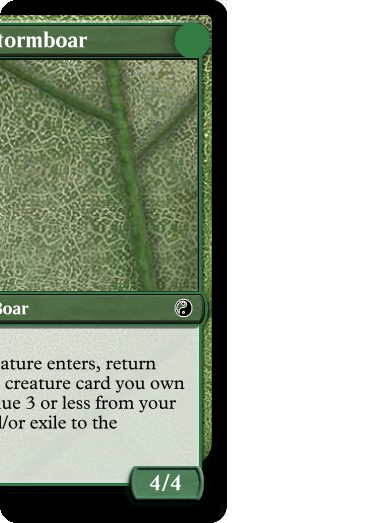 tormboar
Boar
ature enters, return
creature card you own
lue 3 or less from your
d/or exile to the
4/4